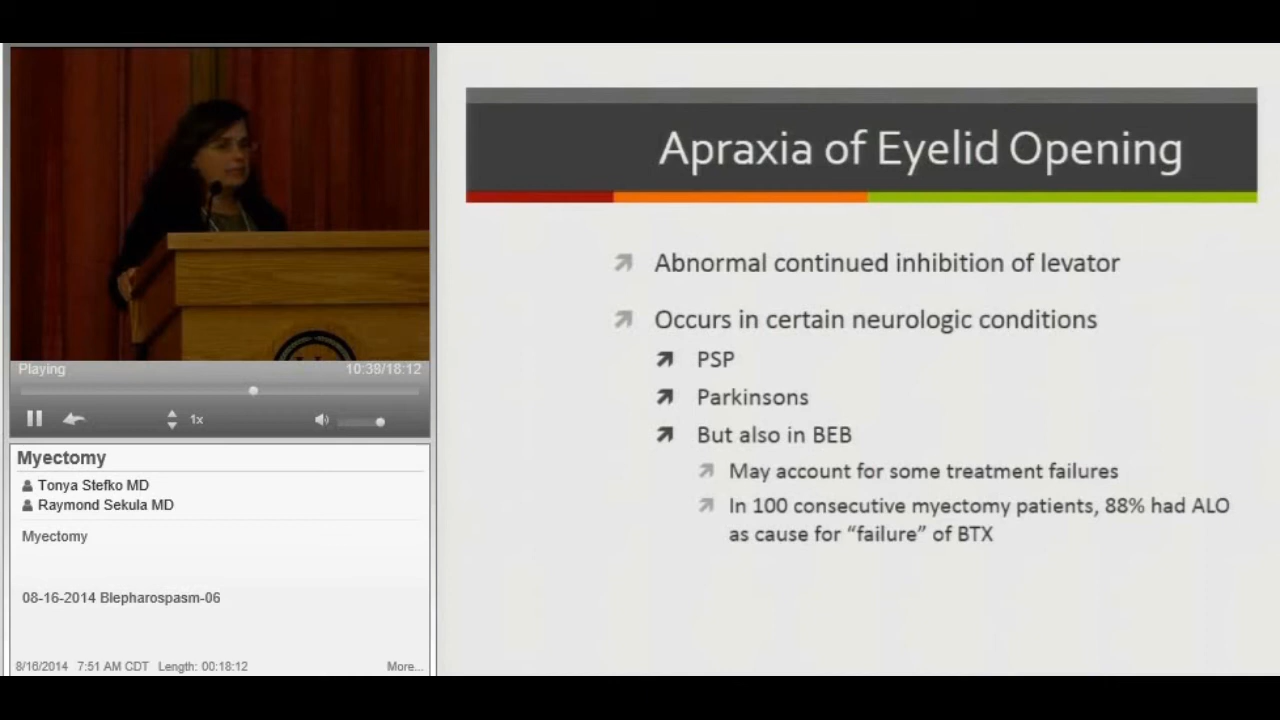 Playing
10:38/18:12
1x
Myectomy
Tonya Stefko MD
Raymond Sekula MD
Myectomy
08-16-2014 Blepharospasm-06
8/16/2014 7:51 AM CDT Length: 00:18:12
More...
Apraxia of Eyelid Opening
Abnormal continued inhibition of levator
Occurs in certain neurologic conditions
PSP
Parkinsons
But also in BEB
May account for some treatment failures
In 100 consecutive myectomy patients, 88% had ALO
as cause for “failure” of BTX